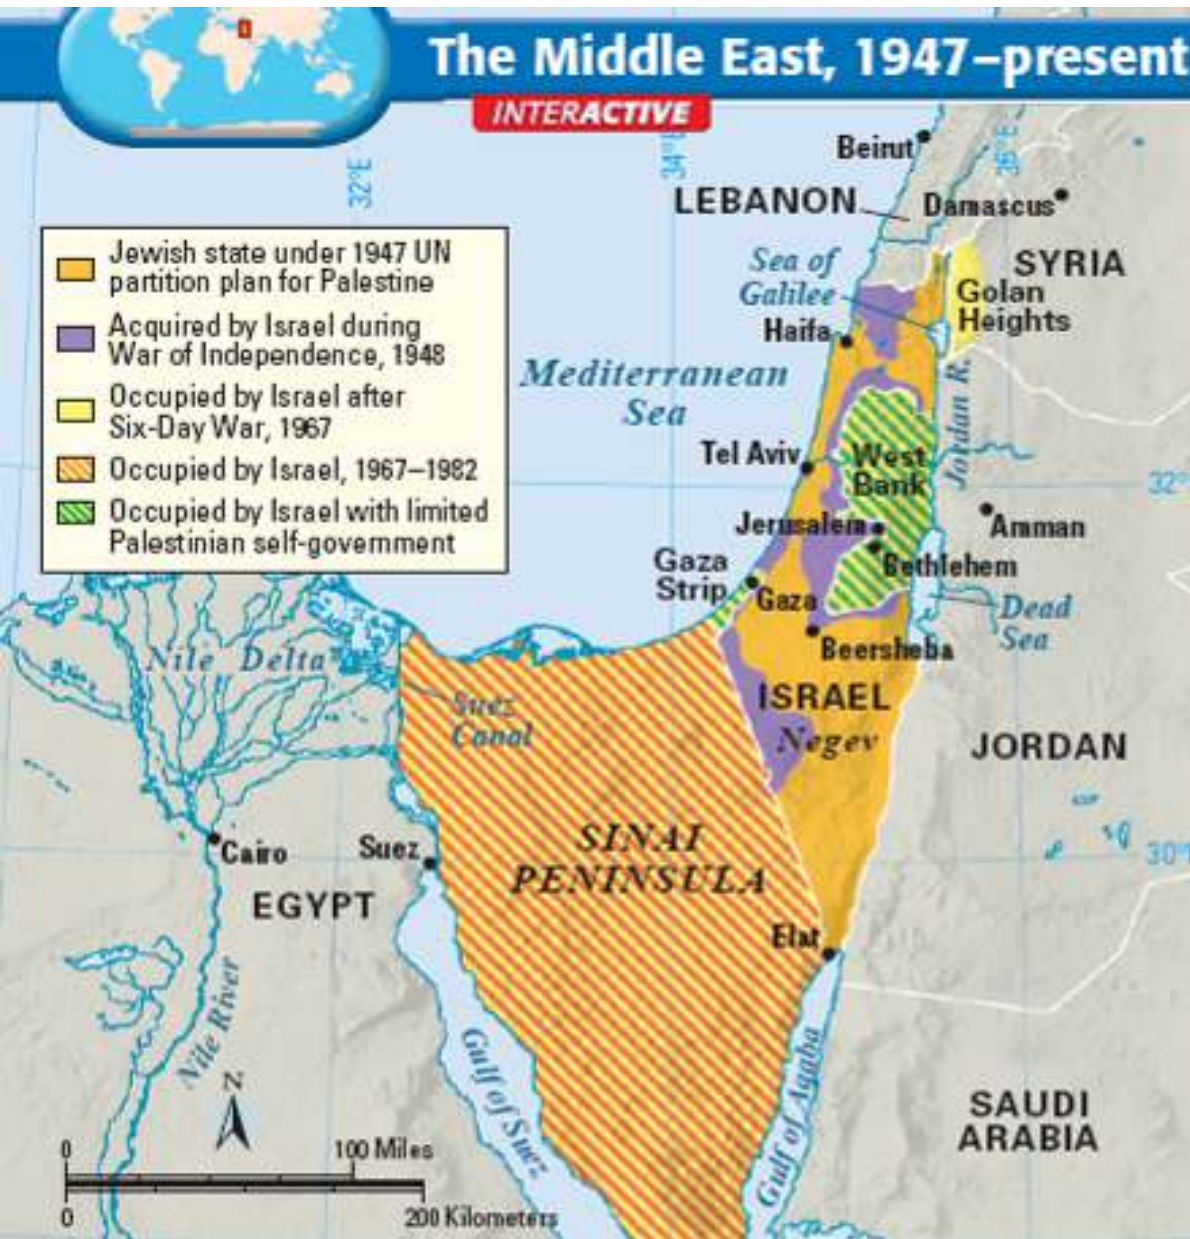 The Middle East, 1947–present
INTERACTIVE
32°E
34°E
36°E
Beirut
LEBANON
Damascus
SYRIA
Sea of
Galilee
Golan
Heights
Haifa
Jewish state under 1947 UN
partition plan for Palestine
Acquired by Israel during
War of Independence, 1948
Occupied by Israel after
Six-Day War, 1967
Occupied by Israel, 1967–1982
Occupied by Israel with limited
Palestinian self-government
Mediterranean
Sea
Jordan R.
Tel Aviv
West
Bank
32°
Jerusalem
Amman
Gaza
Strip
Bethlehem
Gaza
Dead
Sea
Beersheba
Nile Delta
Suez
Canal
ISRAEL
Negev
JORDAN
SINAI
PENINSULA
Cairo
Suez
30°
EGYPT
Elat
Nile River
Gulf of Suez
Gulf of Aqaba
SAUDI
ARABIA
N
0
100 Miles
0
200 Kilometers